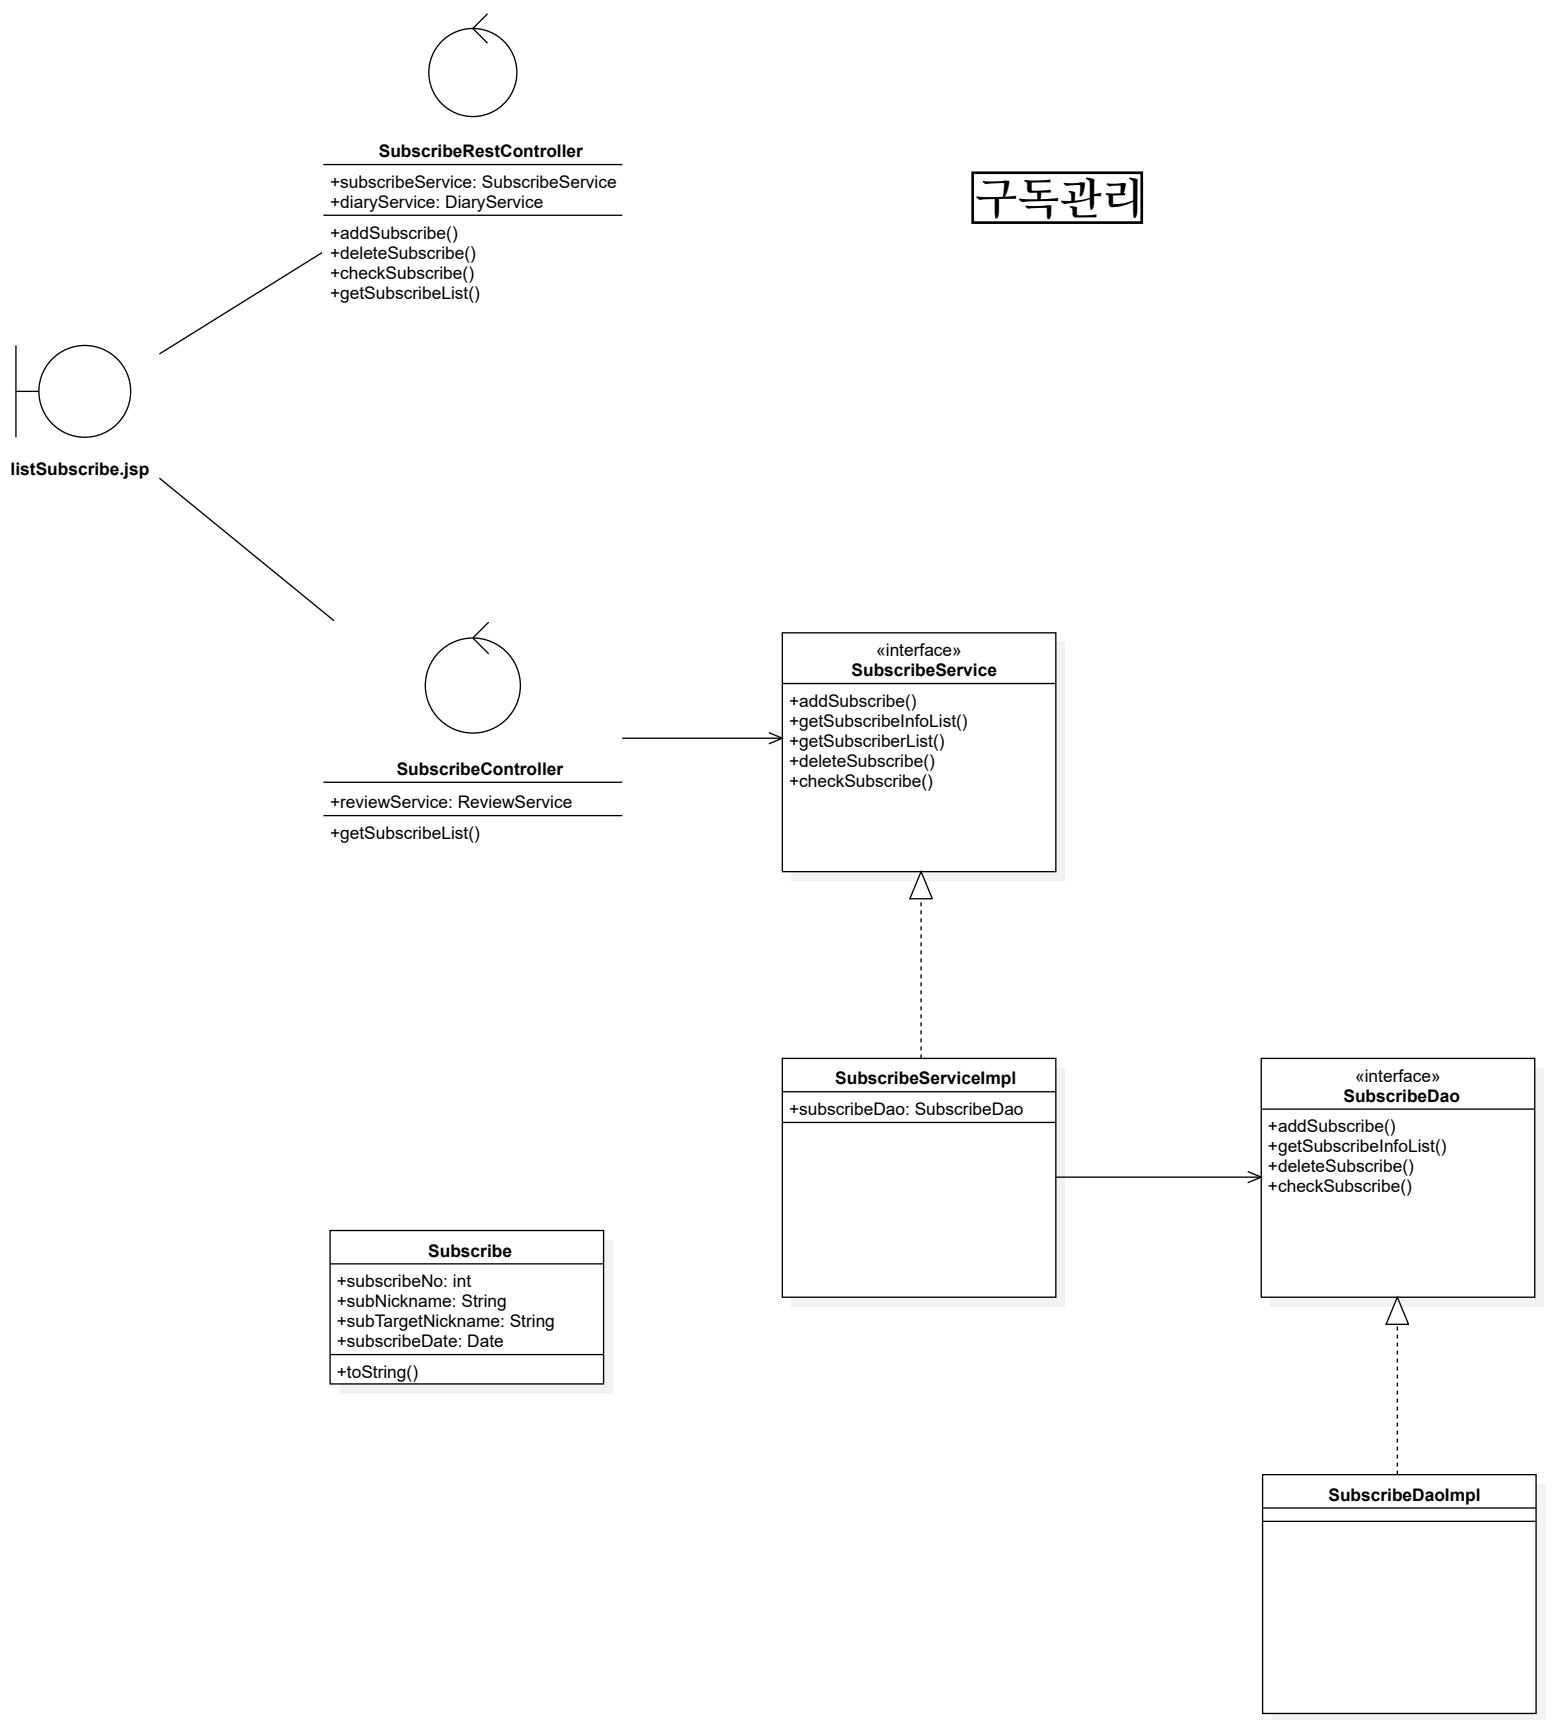 SubscribeRestController
+subscribeService: SubscribeService
+diaryService: DiaryService
+addSubscribe()
+deleteSubscribe()
+checkSubscribe()
+getSubscribeList()
구독관리
listSubscribe.jsp
SubscribeController
+reviewService: ReviewService
+getSubscribeList()
«interface»
SubscribeService
+addSubscribe()
+getSubscribeInfoList()
+getSubscriberList()
+deleteSubscribe()
+checkSubscribe()
SubscribeServiceImpl
+subscribeDao: SubscribeDao
«interface»
SubscribeDao
+addSubscribe()
+getSubscribeInfoList()
+deleteSubscribe()
+checkSubscribe()
Subscribe
+subscribeNo: int
+subNickname: String
+subTargetNickname: String
+subscribeDate: Date
+toString()
SubscribeDaoImpl